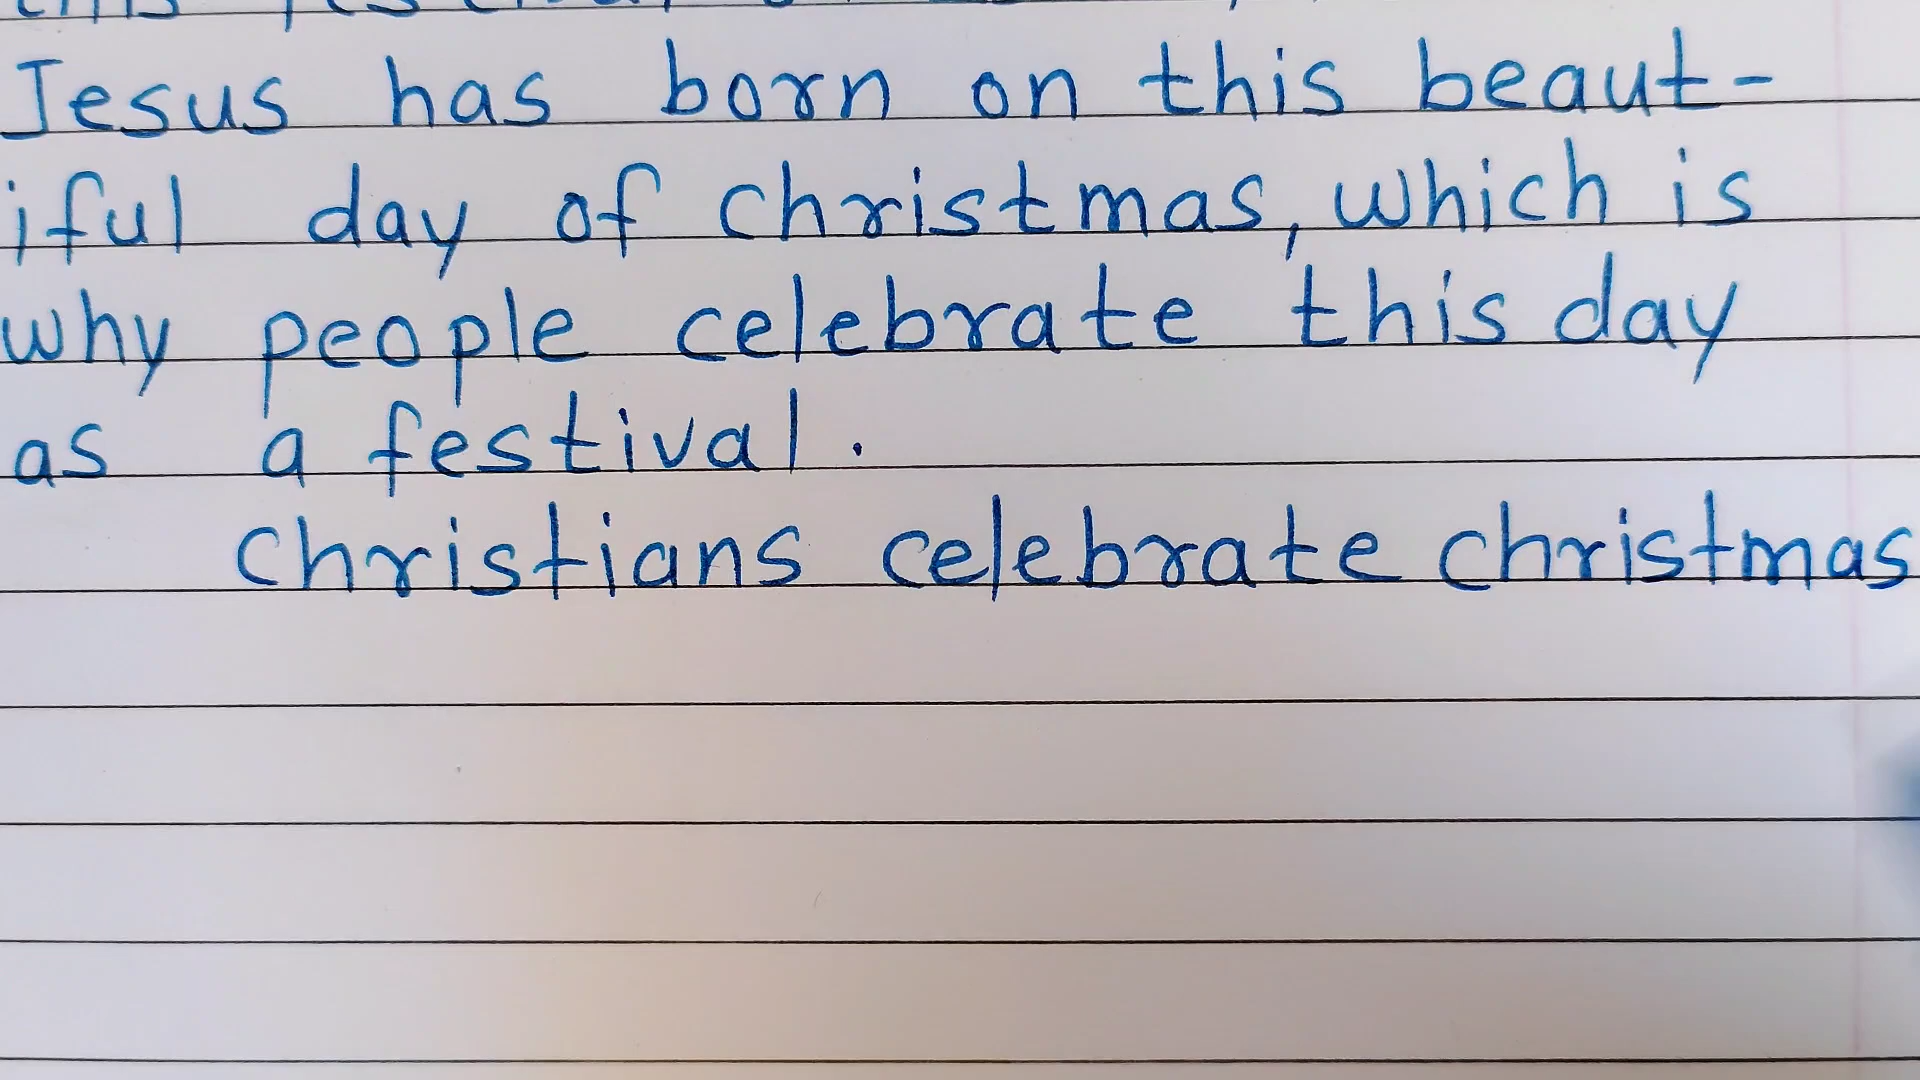 Jesus has born on this beaut-
iful day of christmas, which is
why people celebrate this day
as a festival.
christians celebrate christmas